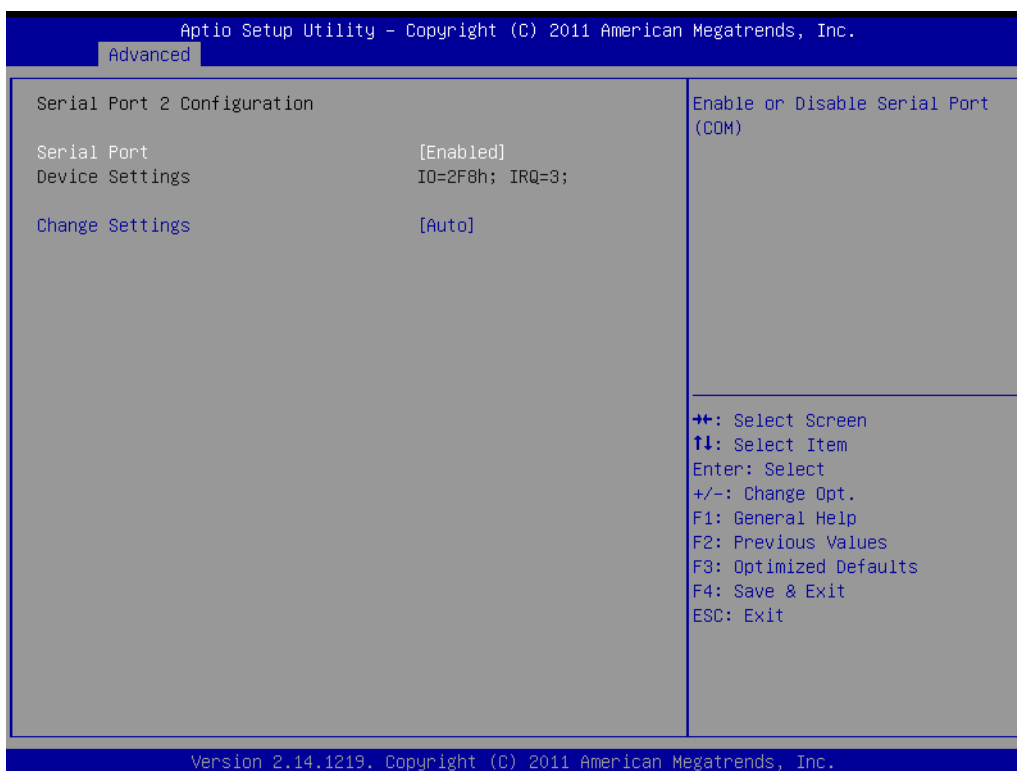 Aptio Setup Utility – Copyright (C) 2011 American Megatrends, Inc.
Advanced
Serial Port 2 Configuration
Serial Port [Enabled]
Device Settings IO=2F8h; IRQ=3;
Change Settings [Auto]
Enable or Disable Serial Port
(COM)
→←: Select Screen
↑↓: Select Item
Enter: Select
+/-: Change Opt.
F1: General Help
F2: Previous Values
F3: Optimized Defaults
F4: Save & Exit
ESC: Exit
Version 2.14.1219. Copyright (C) 2011 American Megatrends, Inc.